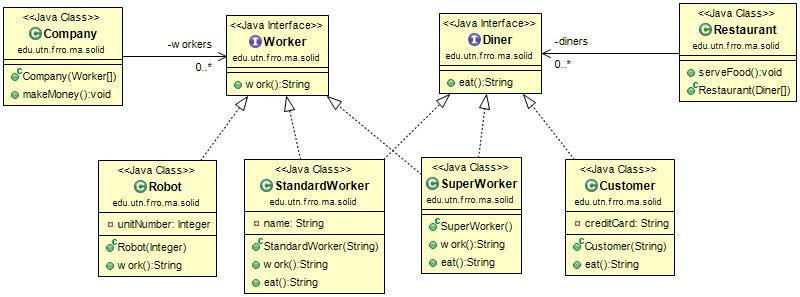 <<Java Class>>
Company
edu.utn.frro.ma.solid
Company(Worker[])
makeMoney():void
-workers
0..*
<<Java Interface>>
Worker
edu.utn.frro.ma.solid
work():String
<<Java Interface>>
Diner
edu.utn.frro.ma.solid
eat():String
-diners
0..*
<<Java Class>>
Restaurant
edu.utn.frro.ma.solid
serveFood():void
Restaurant(Diner[])
<<Java Class>>
Robot
edu.utn.frro.ma.solid
unitNumber: Integer
Robot(Integer)
work():String
<<Java Class>>
StandardWorker
edu.utn.frro.ma.solid
name: String
StandardWorker(String)
work():String
eat():String
<<Java Class>>
SuperWorker
edu.utn.frro.ma.solid
SuperWorker()
work():String
eat():String
<<Java Class>>
Customer
edu.utn.frro.ma.solid
creditCard: String
Customer(String)
eat():String